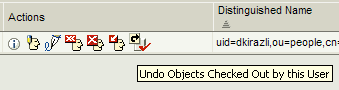 Actions Distinguished Name
uid=dkirazli,ou=people,cn=
Undo Objects Checked Out by this User